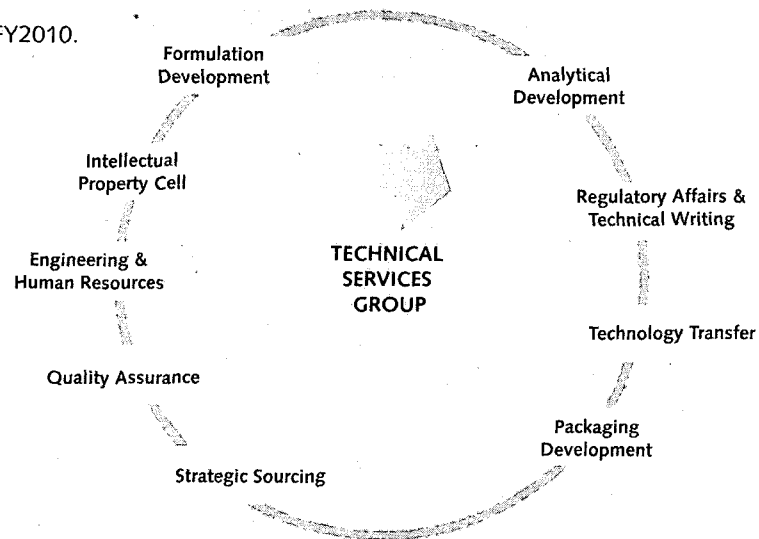 FY2010.
Formulation
Development
Analytical
Development
Intellectual
Property Cell
Regulatory Affairs &
Technical Writing
Engineering &
Human Resources
TECHNICAL
SERVICES
GROUP
Technology Transfer
Quality Assurance
Packaging
Development
Strategic Sourcing